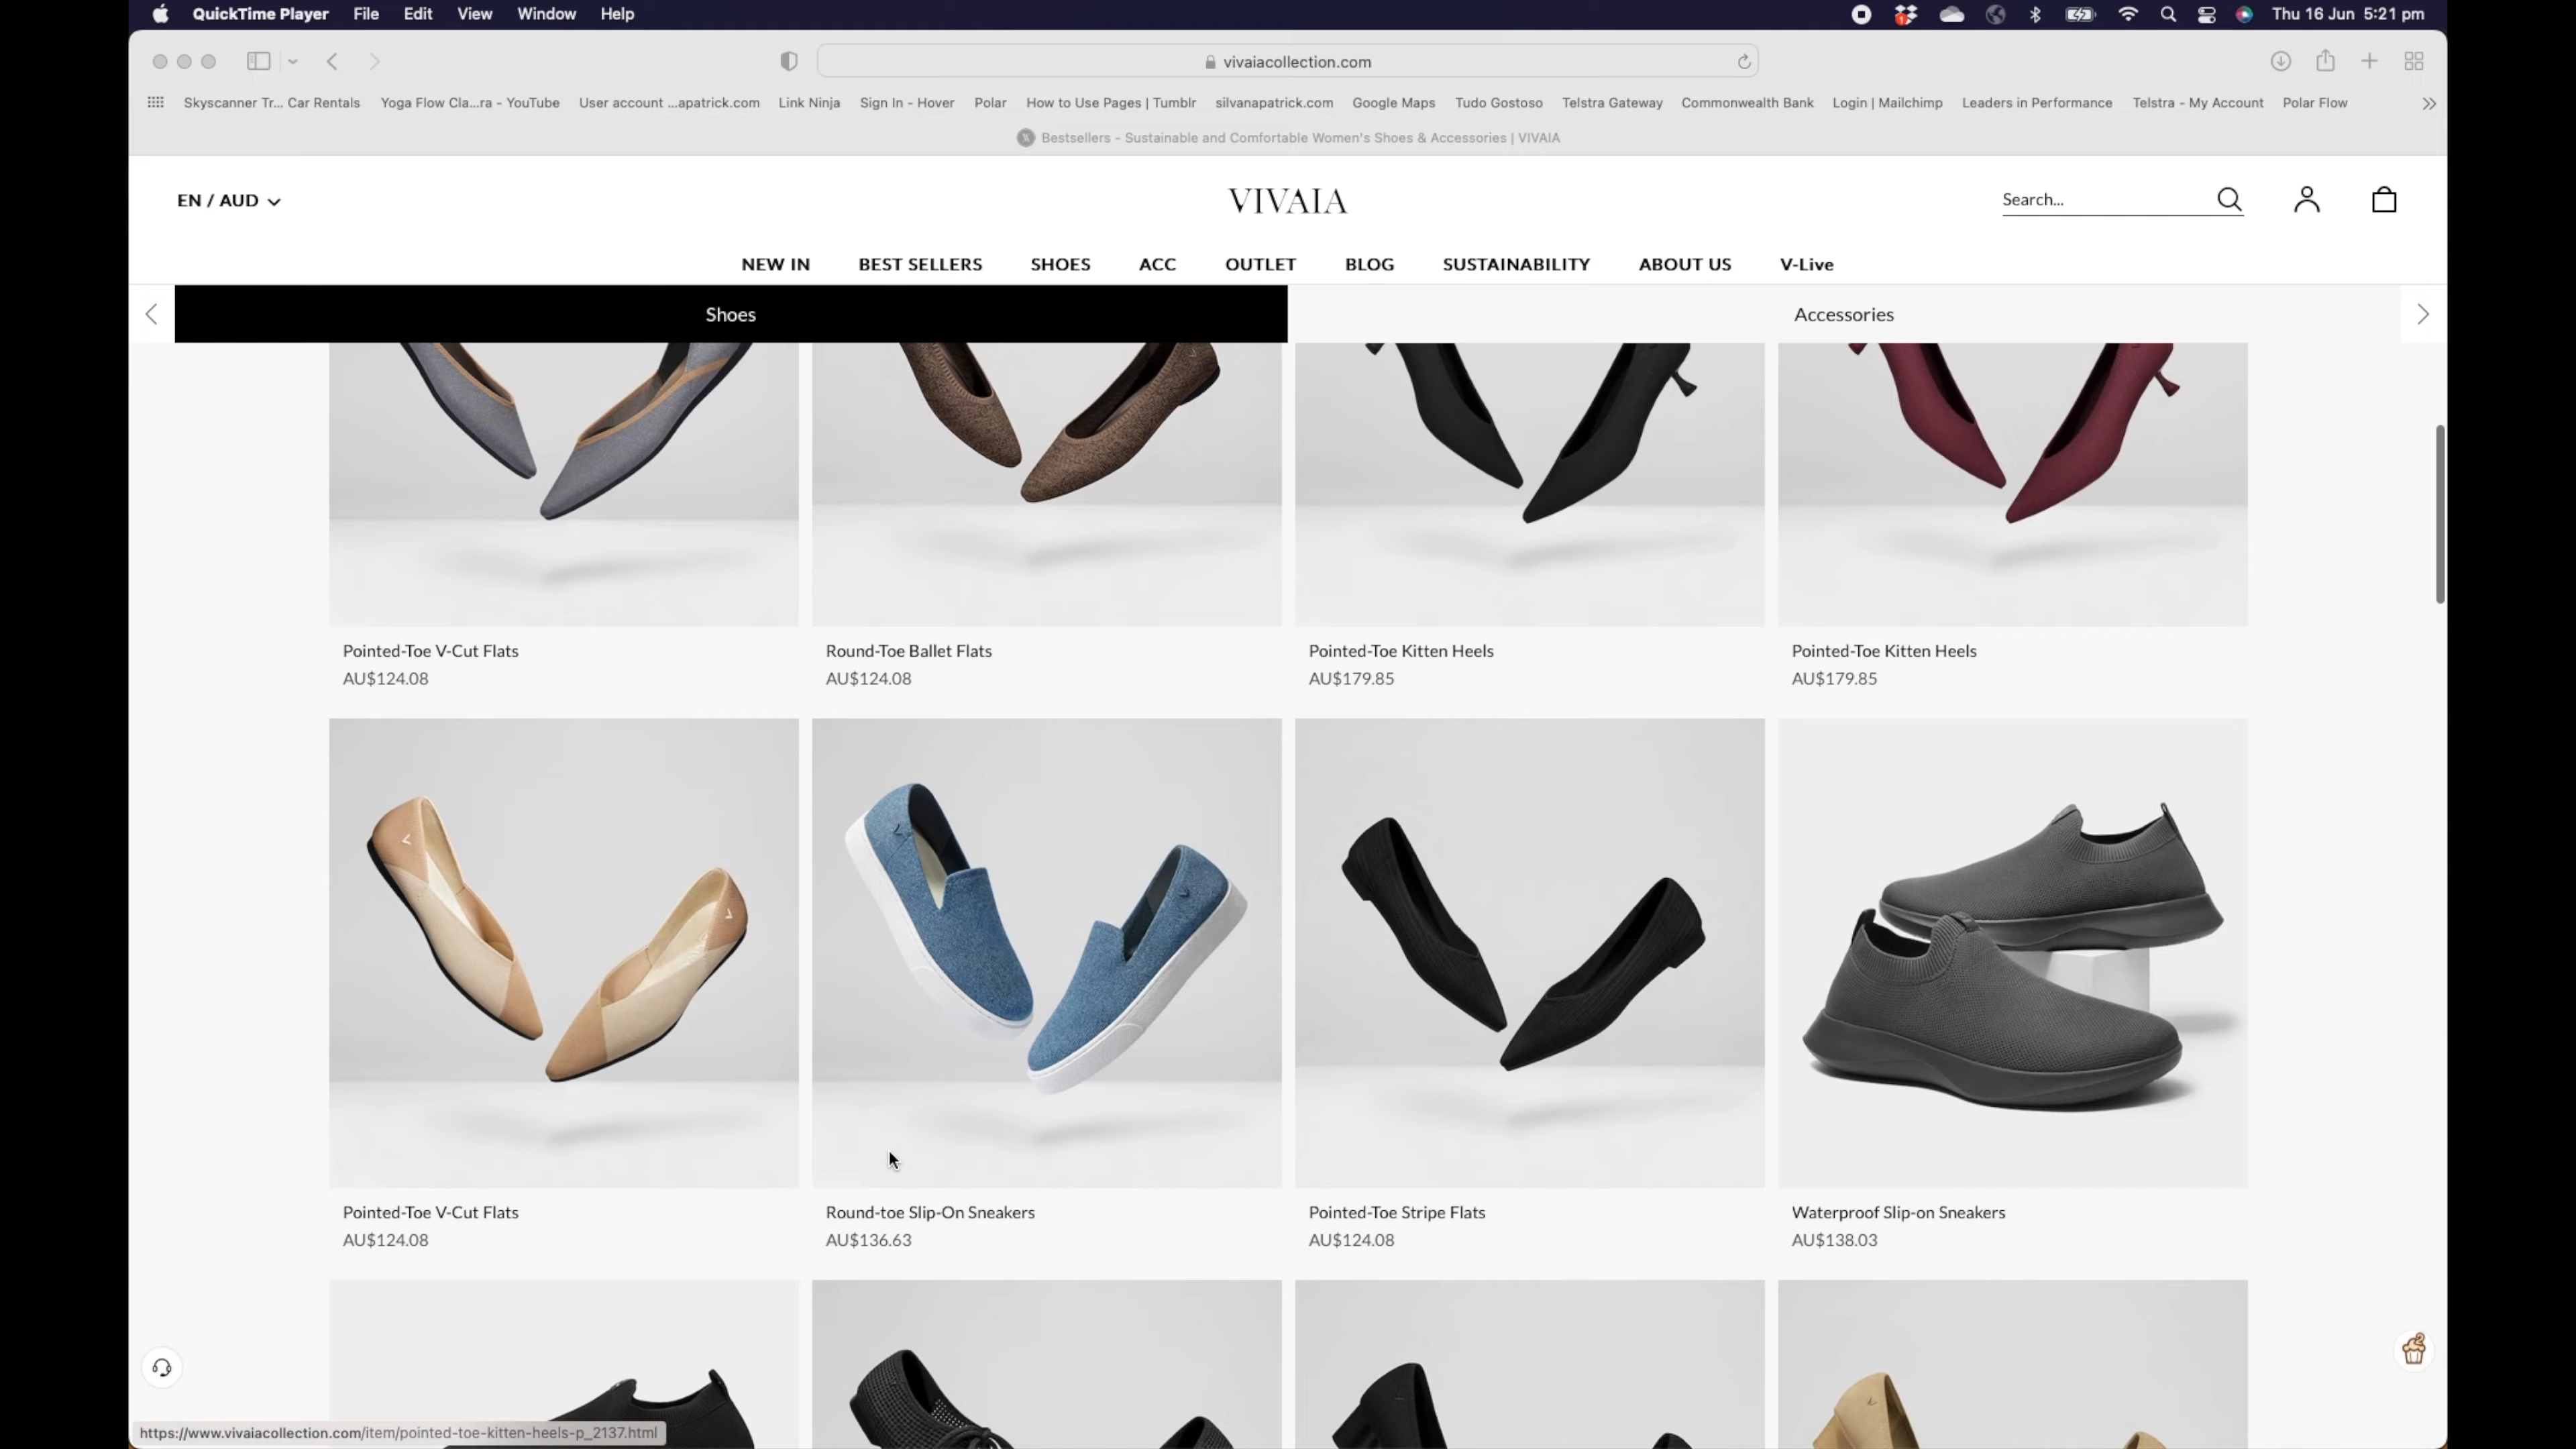 QuickTime Player File Edit View Window Help Thu 16 Jun 5:21 pm
vivaiacollection.com
Skyscanner Tr... Car Rentals Yoga Flow Cla...ra - YouTube User account ...apatrick.com Link Ninja Sign In - Hover Polar How to Use Pages | Tumblr silvanapatrick.com Google Maps Tudo Gostoso Telstra Gateway Commonwealth Bank Login | Mailchimp Leaders in Performance Telstra - My Account Polar Flow
Bestsellers - Sustainable and Comfortable Women's Shoes & Accessories | VIVAIA
EN / AUD VIVAIA Search...
NEW IN BEST SELLERS SHOES ACC OUTLET BLOG SUSTAINABILITY ABOUT US V-Live
Shoes Accessories
Pointed-Toe V-Cut Flats Round-Toe Ballet Flats Pointed-Toe Kitten Heels Pointed-Toe Kitten Heels
AU$124.08 AU$124.08 AU$179.85 AU$179.85
Pointed-Toe V-Cut Flats Round-toe Slip-On Sneakers Pointed-Toe Stripe Flats Waterproof Slip-on Sneakers
AU$124.08 AU$136.63 AU$124.08 AU$138.03
https://www.vivaiacollection.com/item/pointed-toe-kitten-heels-p_2137.html